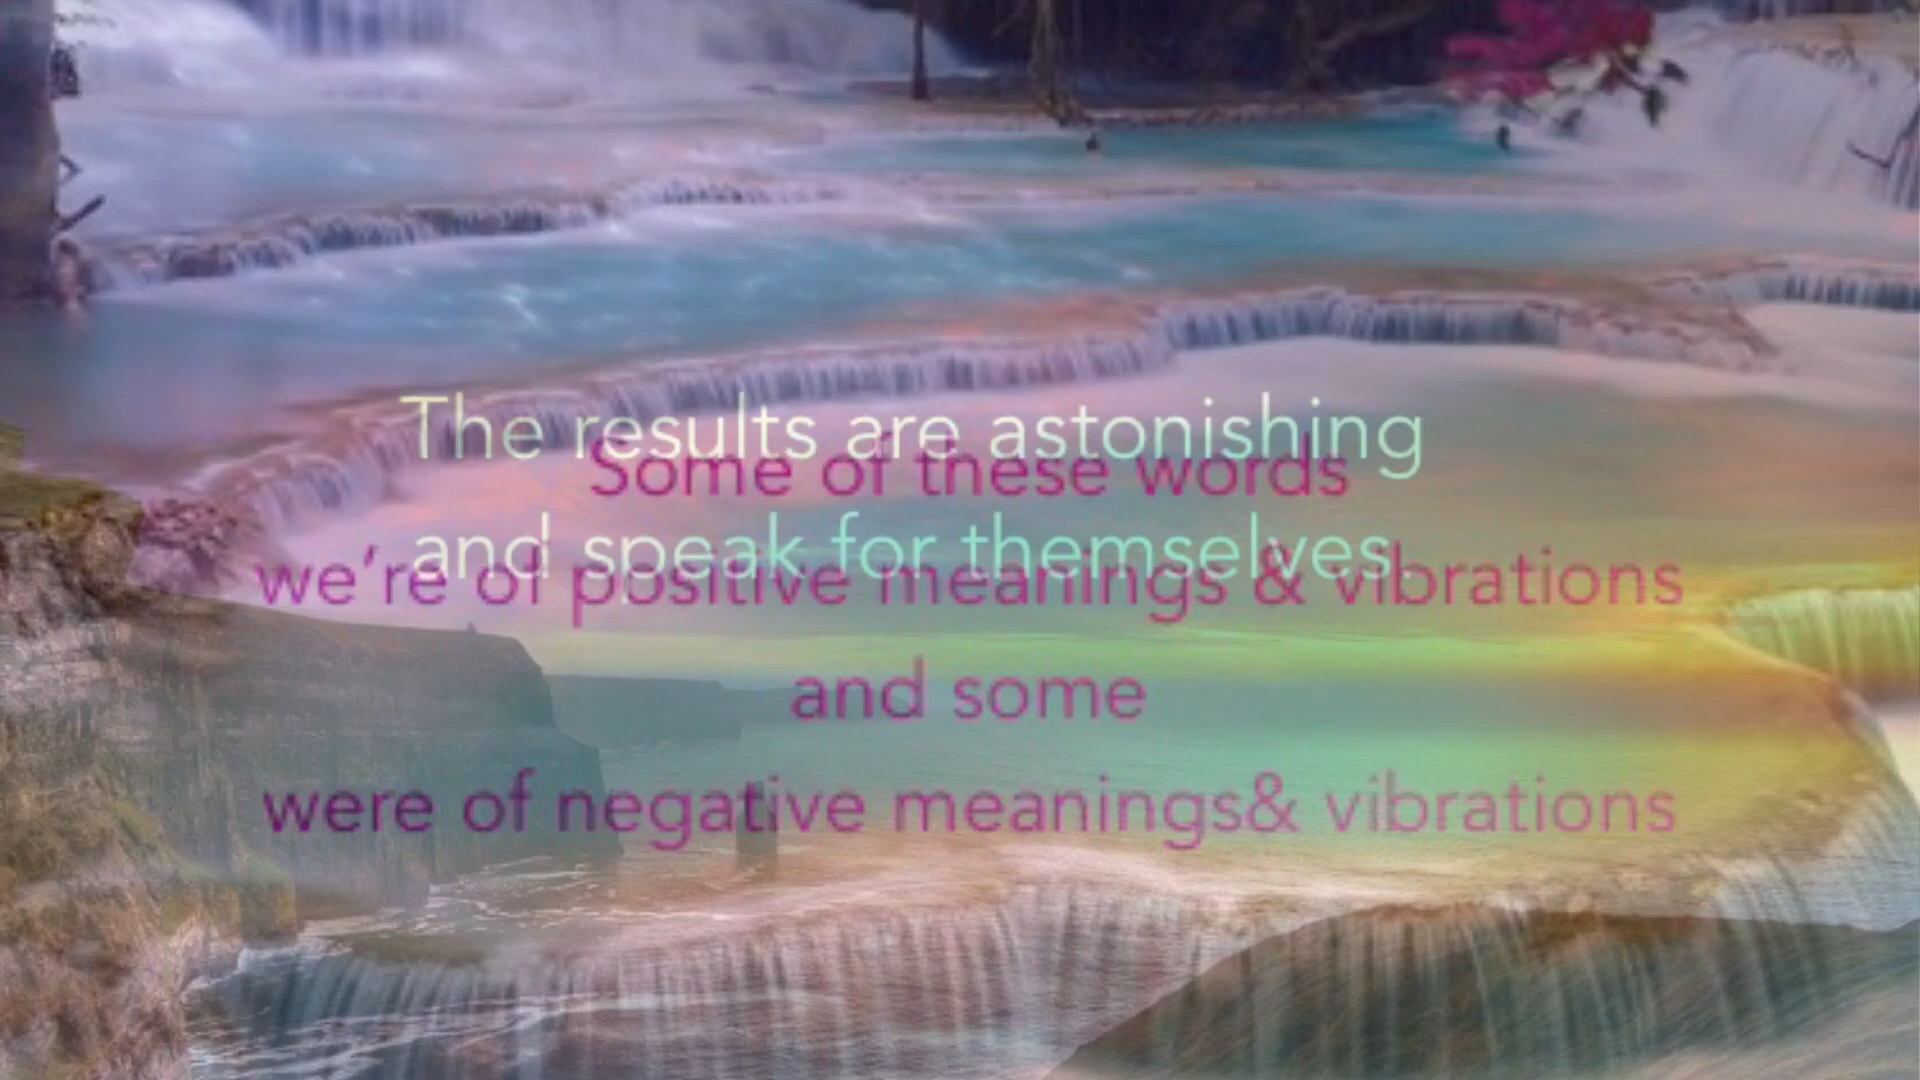 The results are astonishing
and speak for themselves.
Some of these words
we’re of positive meanings & vibrations
and some
were of negative meanings& vibrations